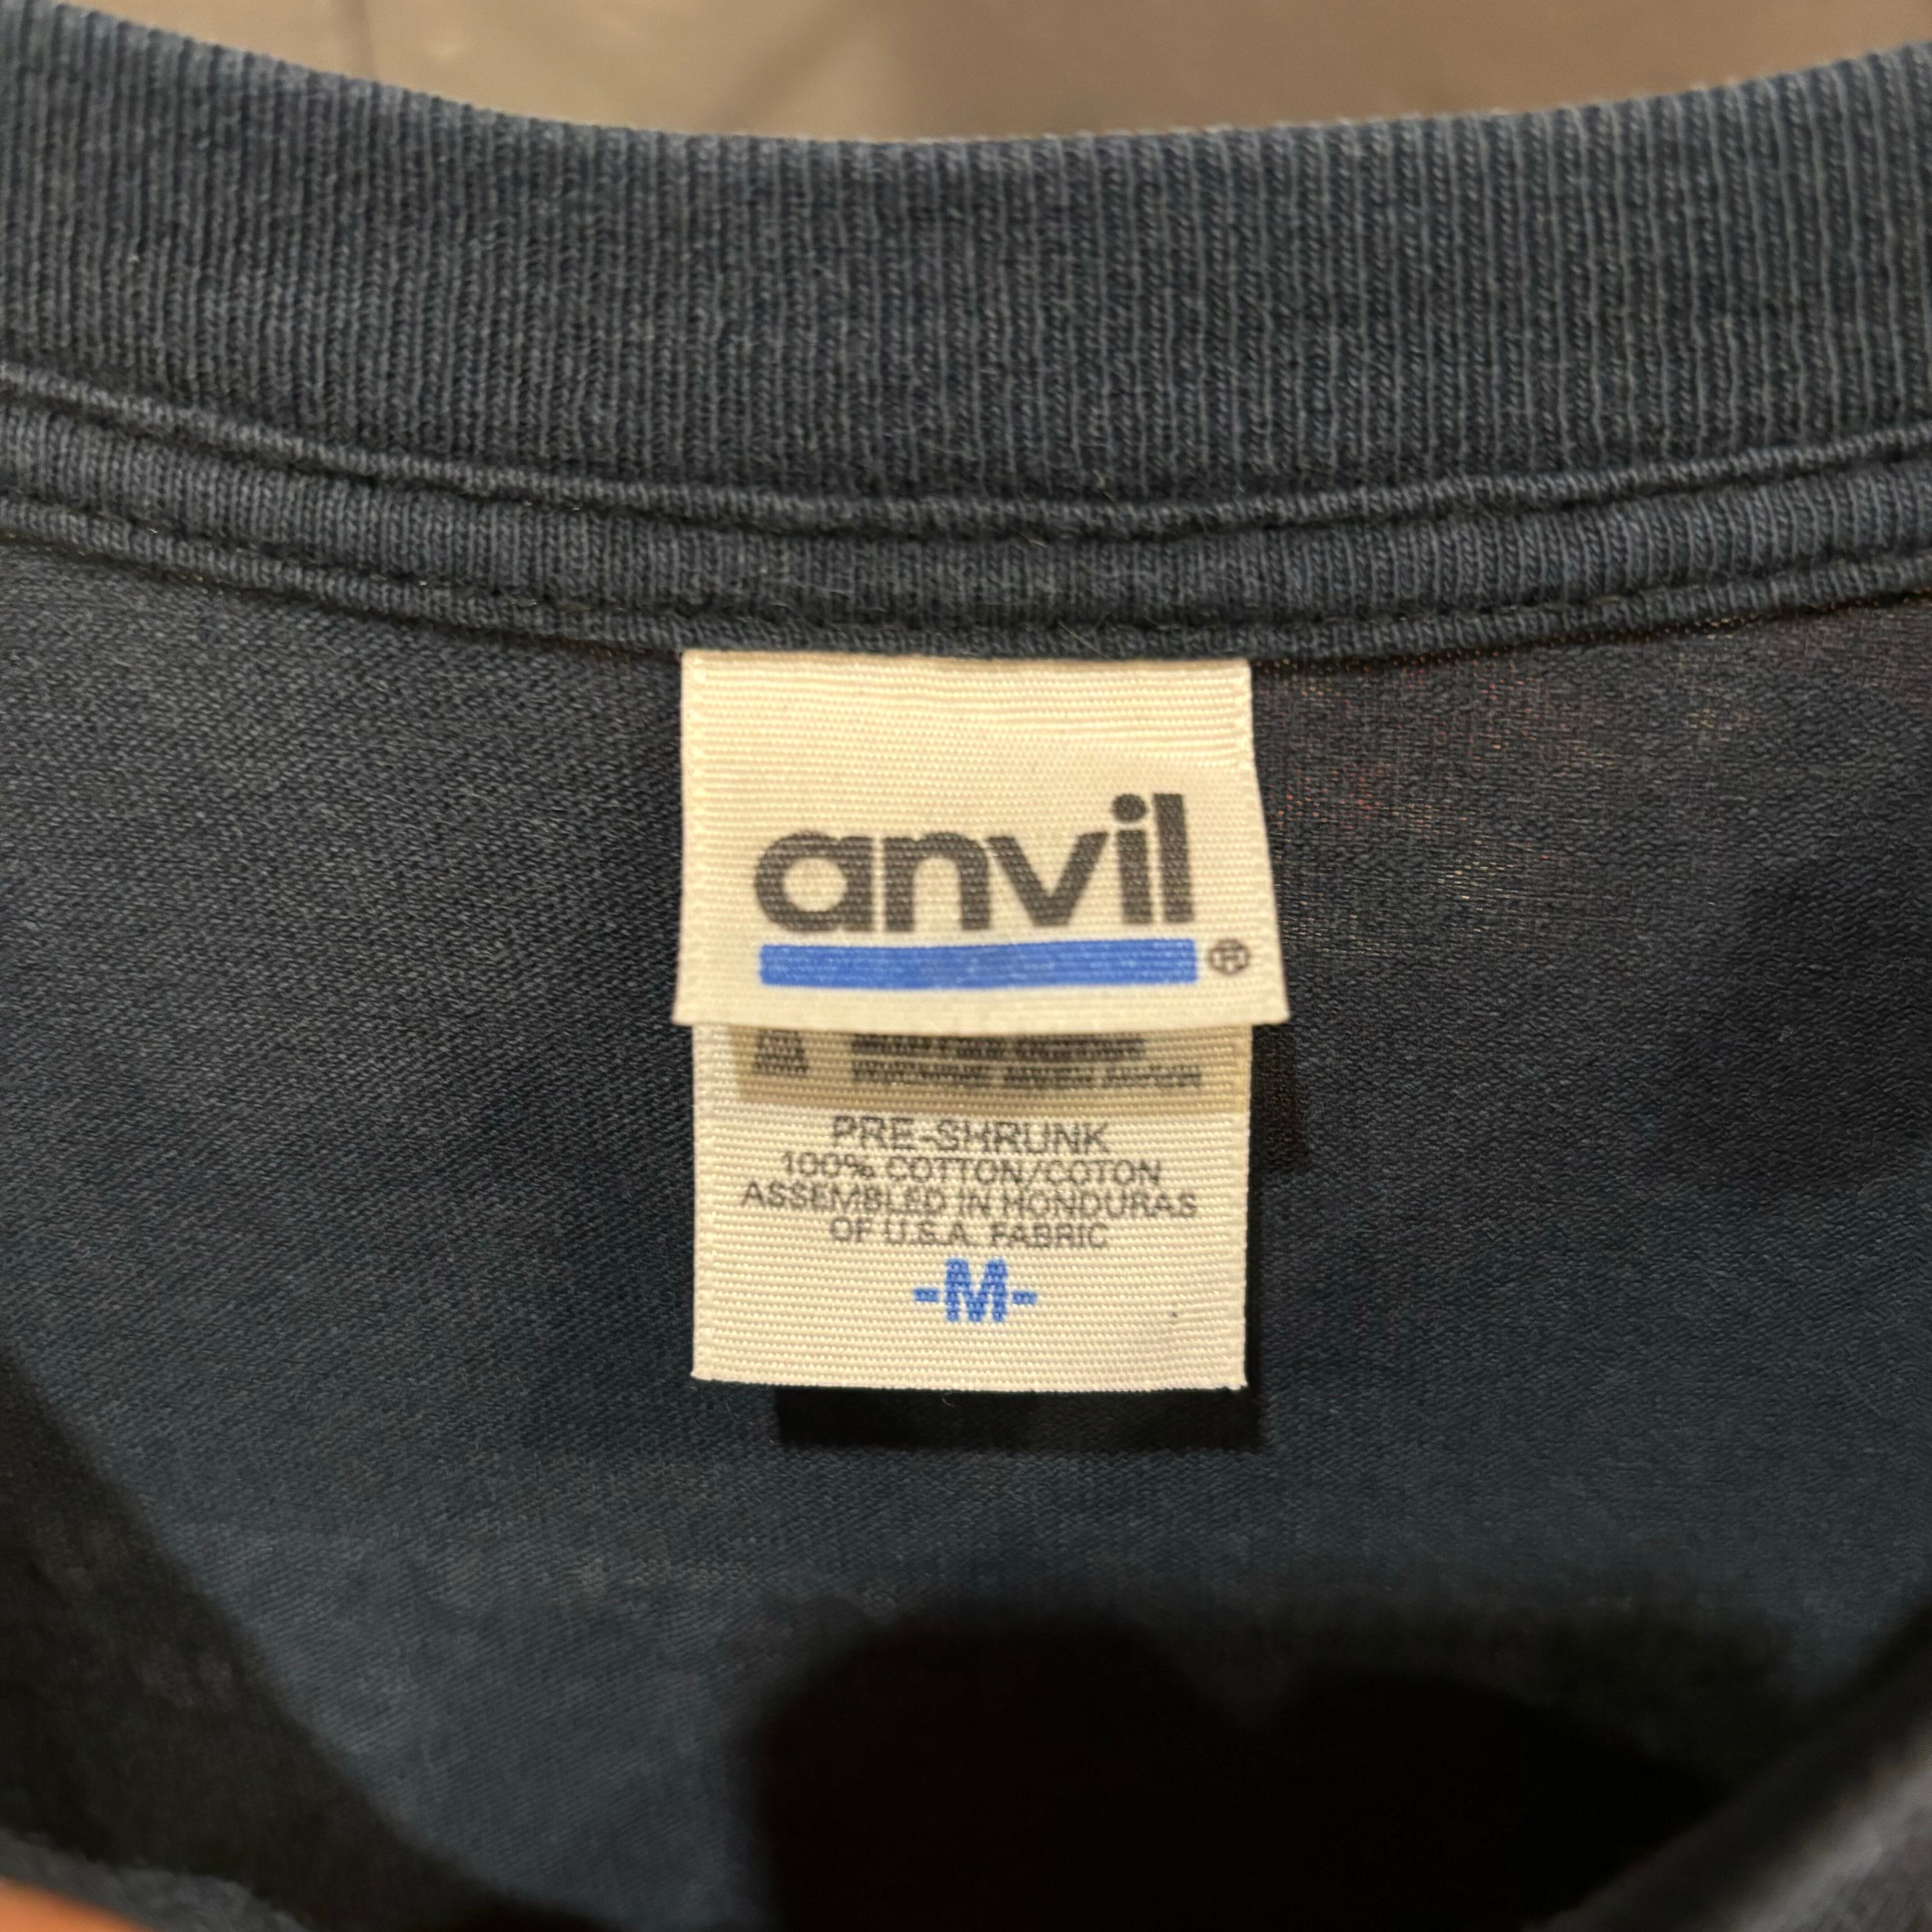 anvil
®
PRE-SHRUNK
100% COTTON/COTON
ASSEMBLED IN HONDURAS
OF U.S.A. FABRIC
-M-